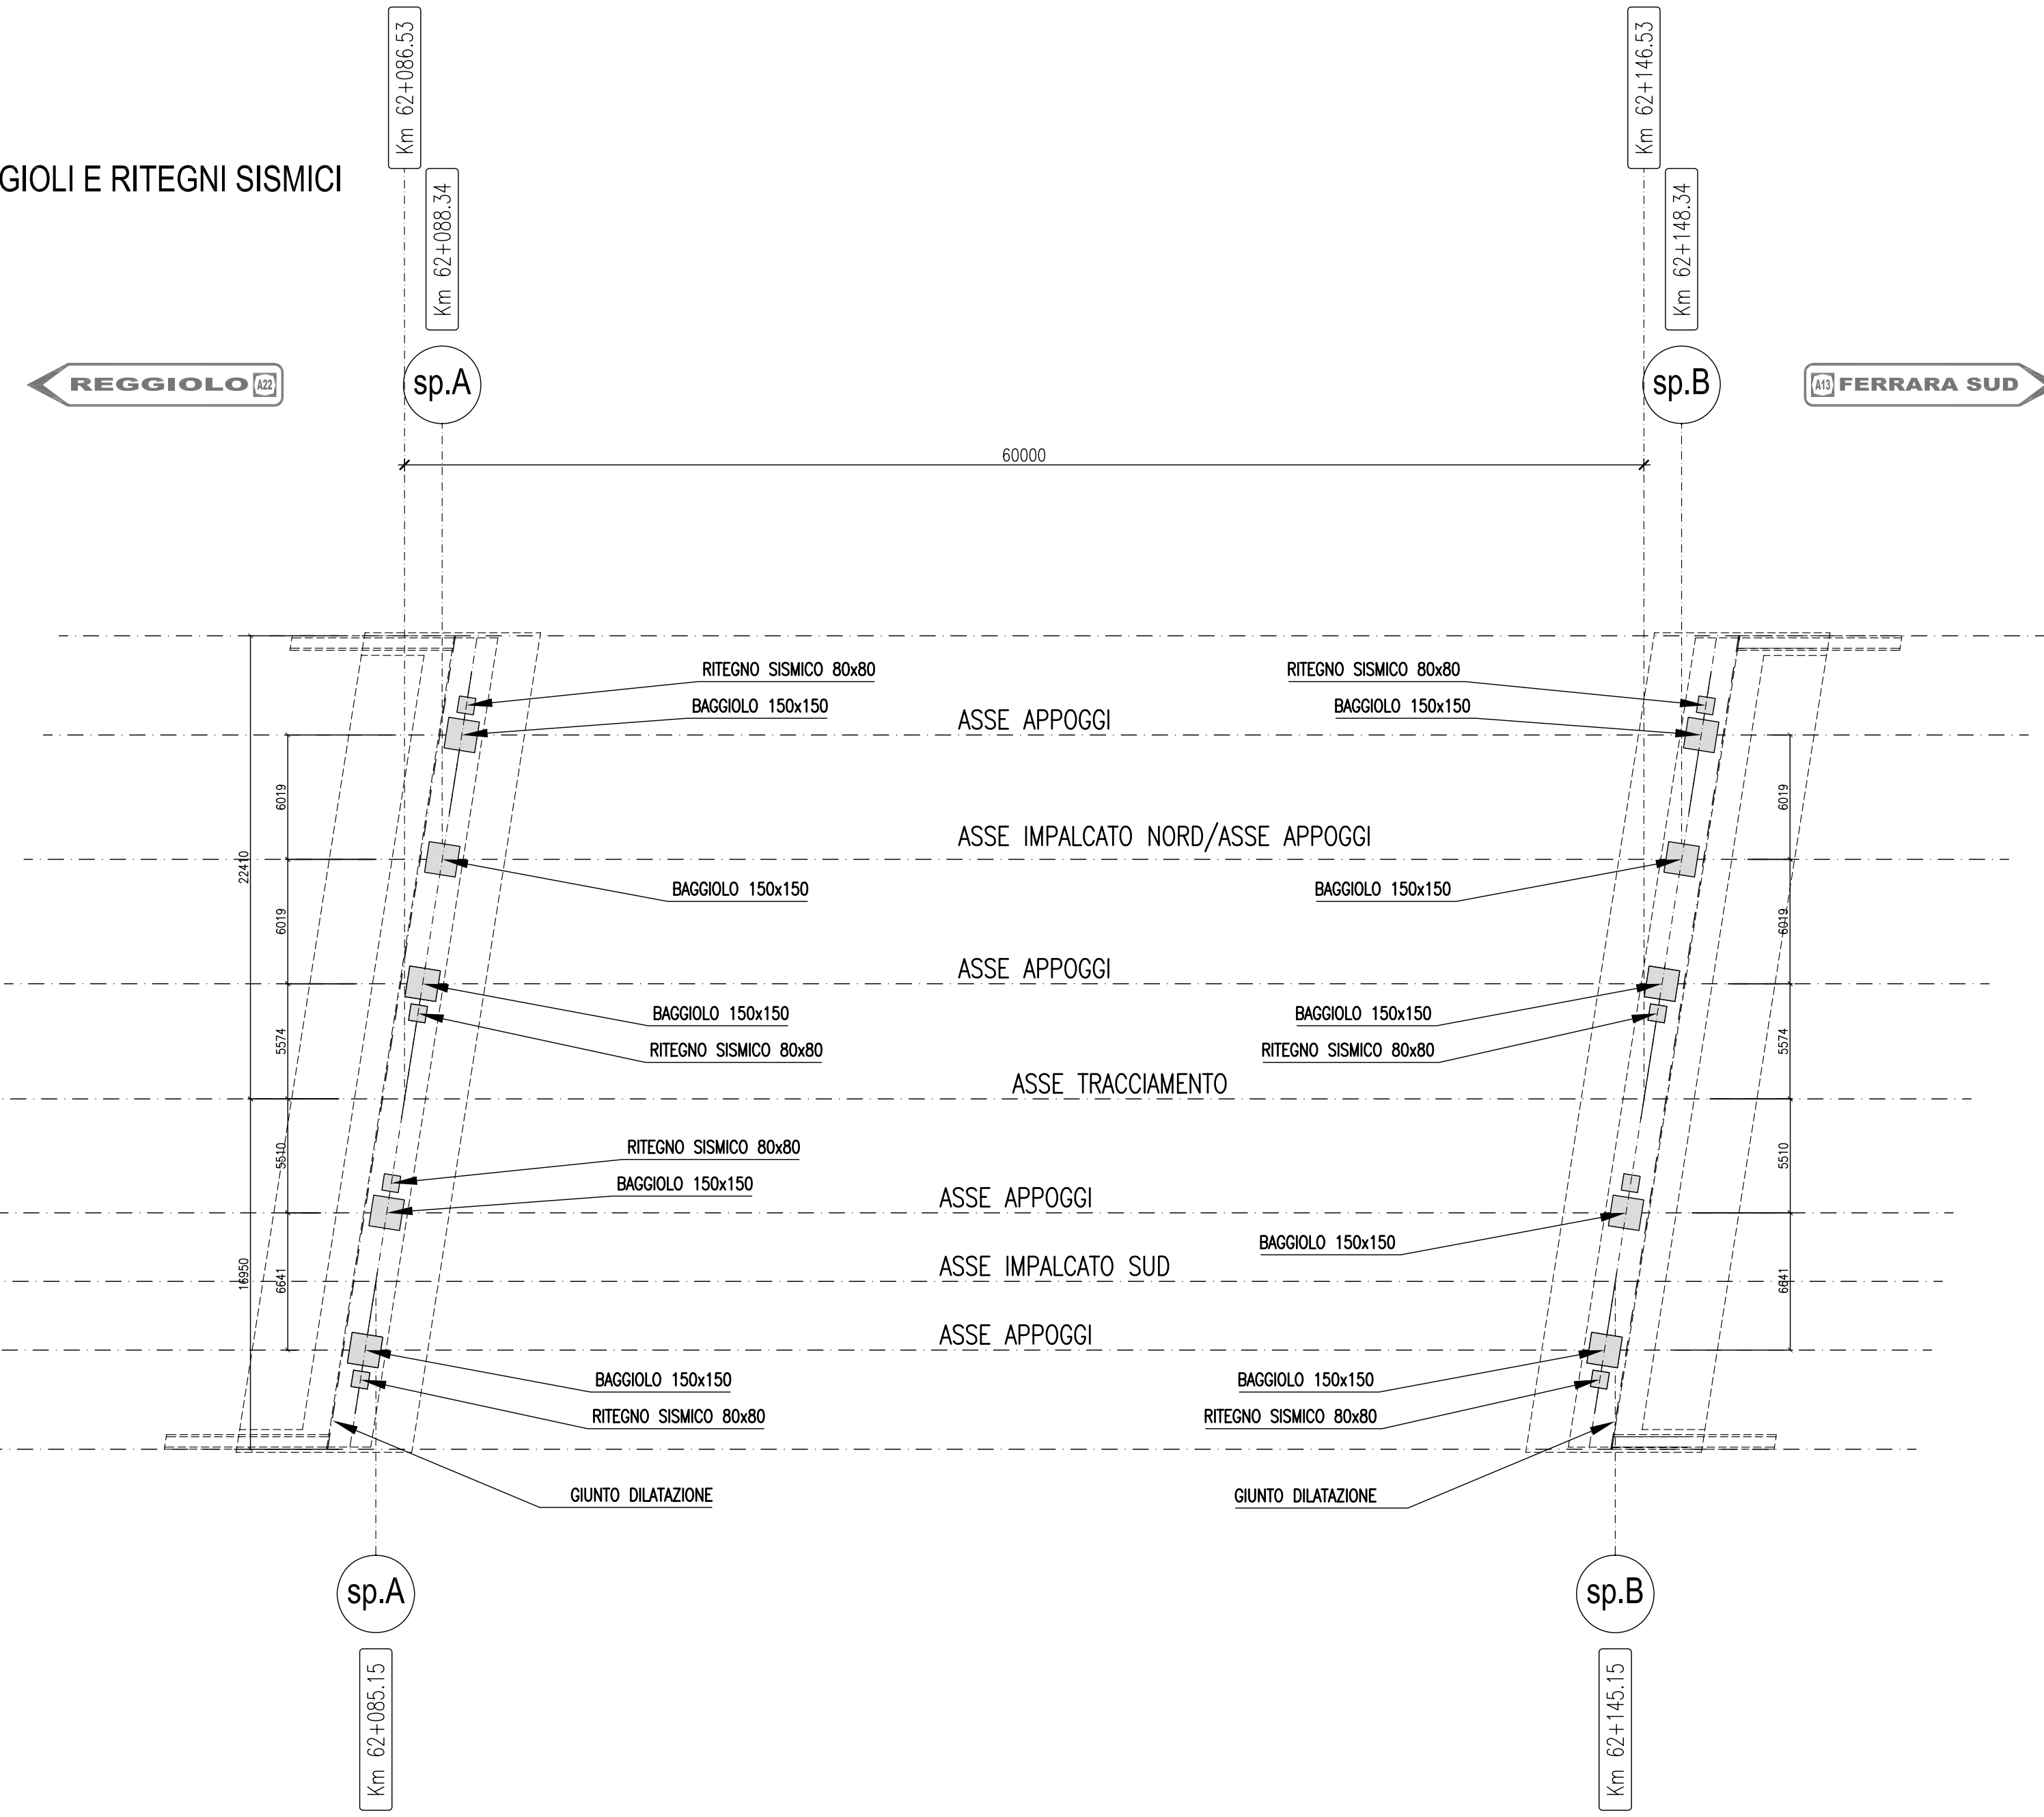 Km 62+086.53
Km 62+146.53
GIOLI E RITEGNI SISMICI
Km 62+088.34
Km 62+148.34
REGGIOLO A22
sp.A
sp.B
A13 FERRARA SUD
60000
RITEGNO SISMICO 80x80
RITEGNO SISMICO 80x80
BAGGIOLO 150x150
BAGGIOLO 150x150
ASSE APPOGGI
6019
6019
ASSE IMPALCATO NORD/ASSE APPOGGI
22410
BAGGIOLO 150x150
BAGGIOLO 150x150
6019
6019
ASSE APPOGGI
BAGGIOLO 150x150
BAGGIOLO 150x150
5574
5574
RITEGNO SISMICO 80x80
RITEGNO SISMICO 80x80
ASSE TRACCIAMENTO
RITEGNO SISMICO 80x80
5510
5510
BAGGIOLO 150x150
ASSE APPOGGI
BAGGIOLO 150x150
ASSE IMPALCATO SUD
16950
6641
6641
ASSE APPOGGI
BAGGIOLO 150x150
BAGGIOLO 150x150
RITEGNO SISMICO 80x80
RITEGNO SISMICO 80x80
GIUNTO DILATAZIONE
GIUNTO DILATAZIONE
sp.A
sp.B
Km 62+085.15
Km 62+145.15